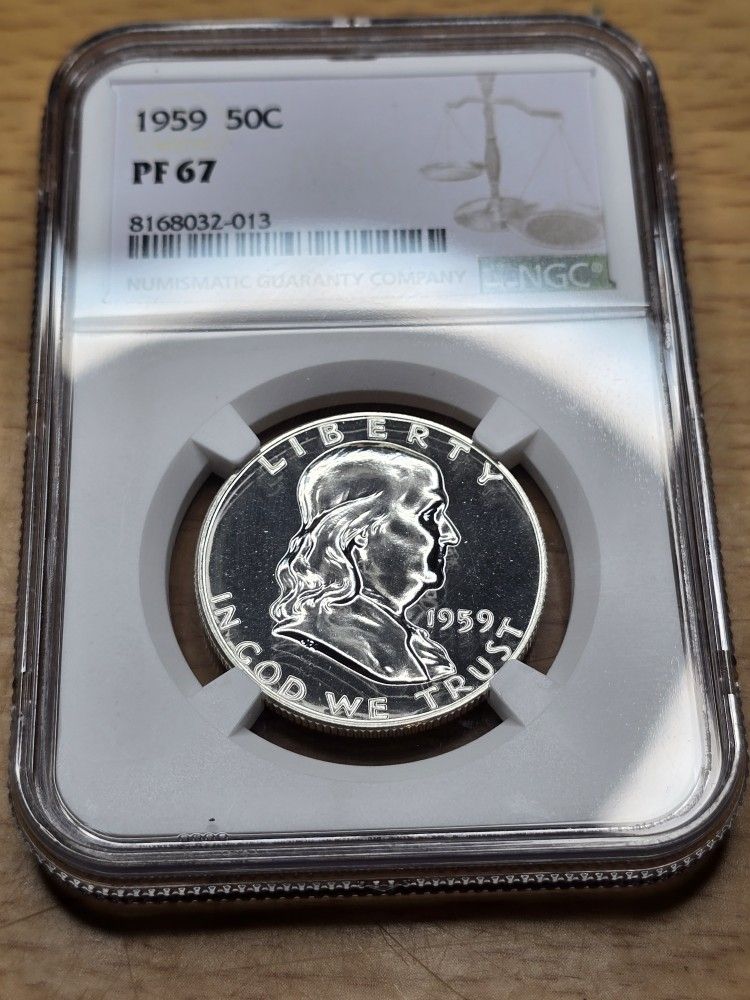 1959 50C
PF 67
8168032-013
NUMISMATIC GUARANTY COMPANY
NGC®
LIBERTY
1959
IN GOD WE TRUST